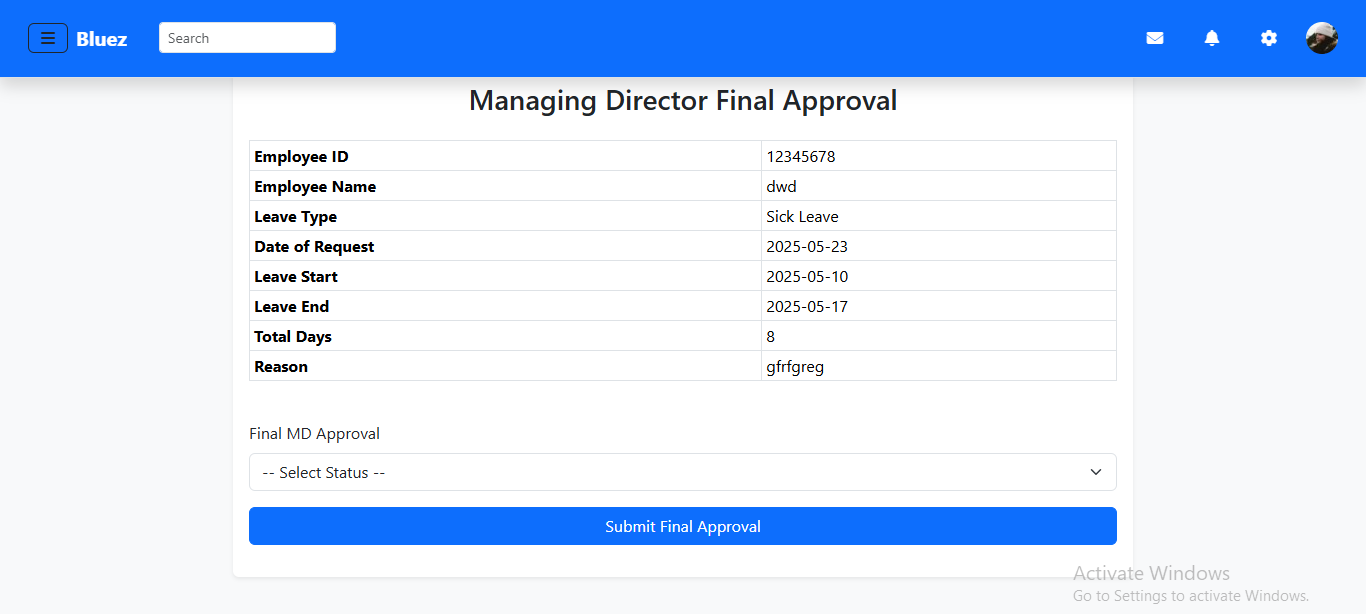 Bluez
Search
Managing Director Final Approval
Employee ID 12345678
Employee Name dwd
Leave Type Sick Leave
Date of Request 2025-05-23
Leave Start 2025-05-10
Leave End 2025-05-17
Total Days 8
Reason gfrfgreg
Final MD Approval
-- Select Status --
Submit Final Approval
Activate Windows
Go to Settings to activate Windows.